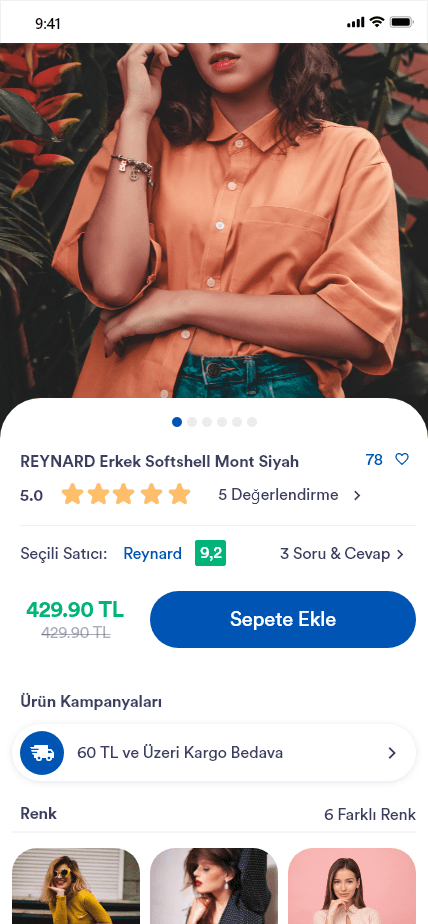 9:41
REYNARD Erkek Softshell Mont Siyah 78
5.0 5 Değerlendirme
Seçili Satıcı: Reynard 9,2 3 Soru & Cevap
429.90 TL
429.90 TL
Sepete Ekle
Ürün Kampanyaları
60 TL ve Üzeri Kargo Bedava
Renk 6 Farklı Renk